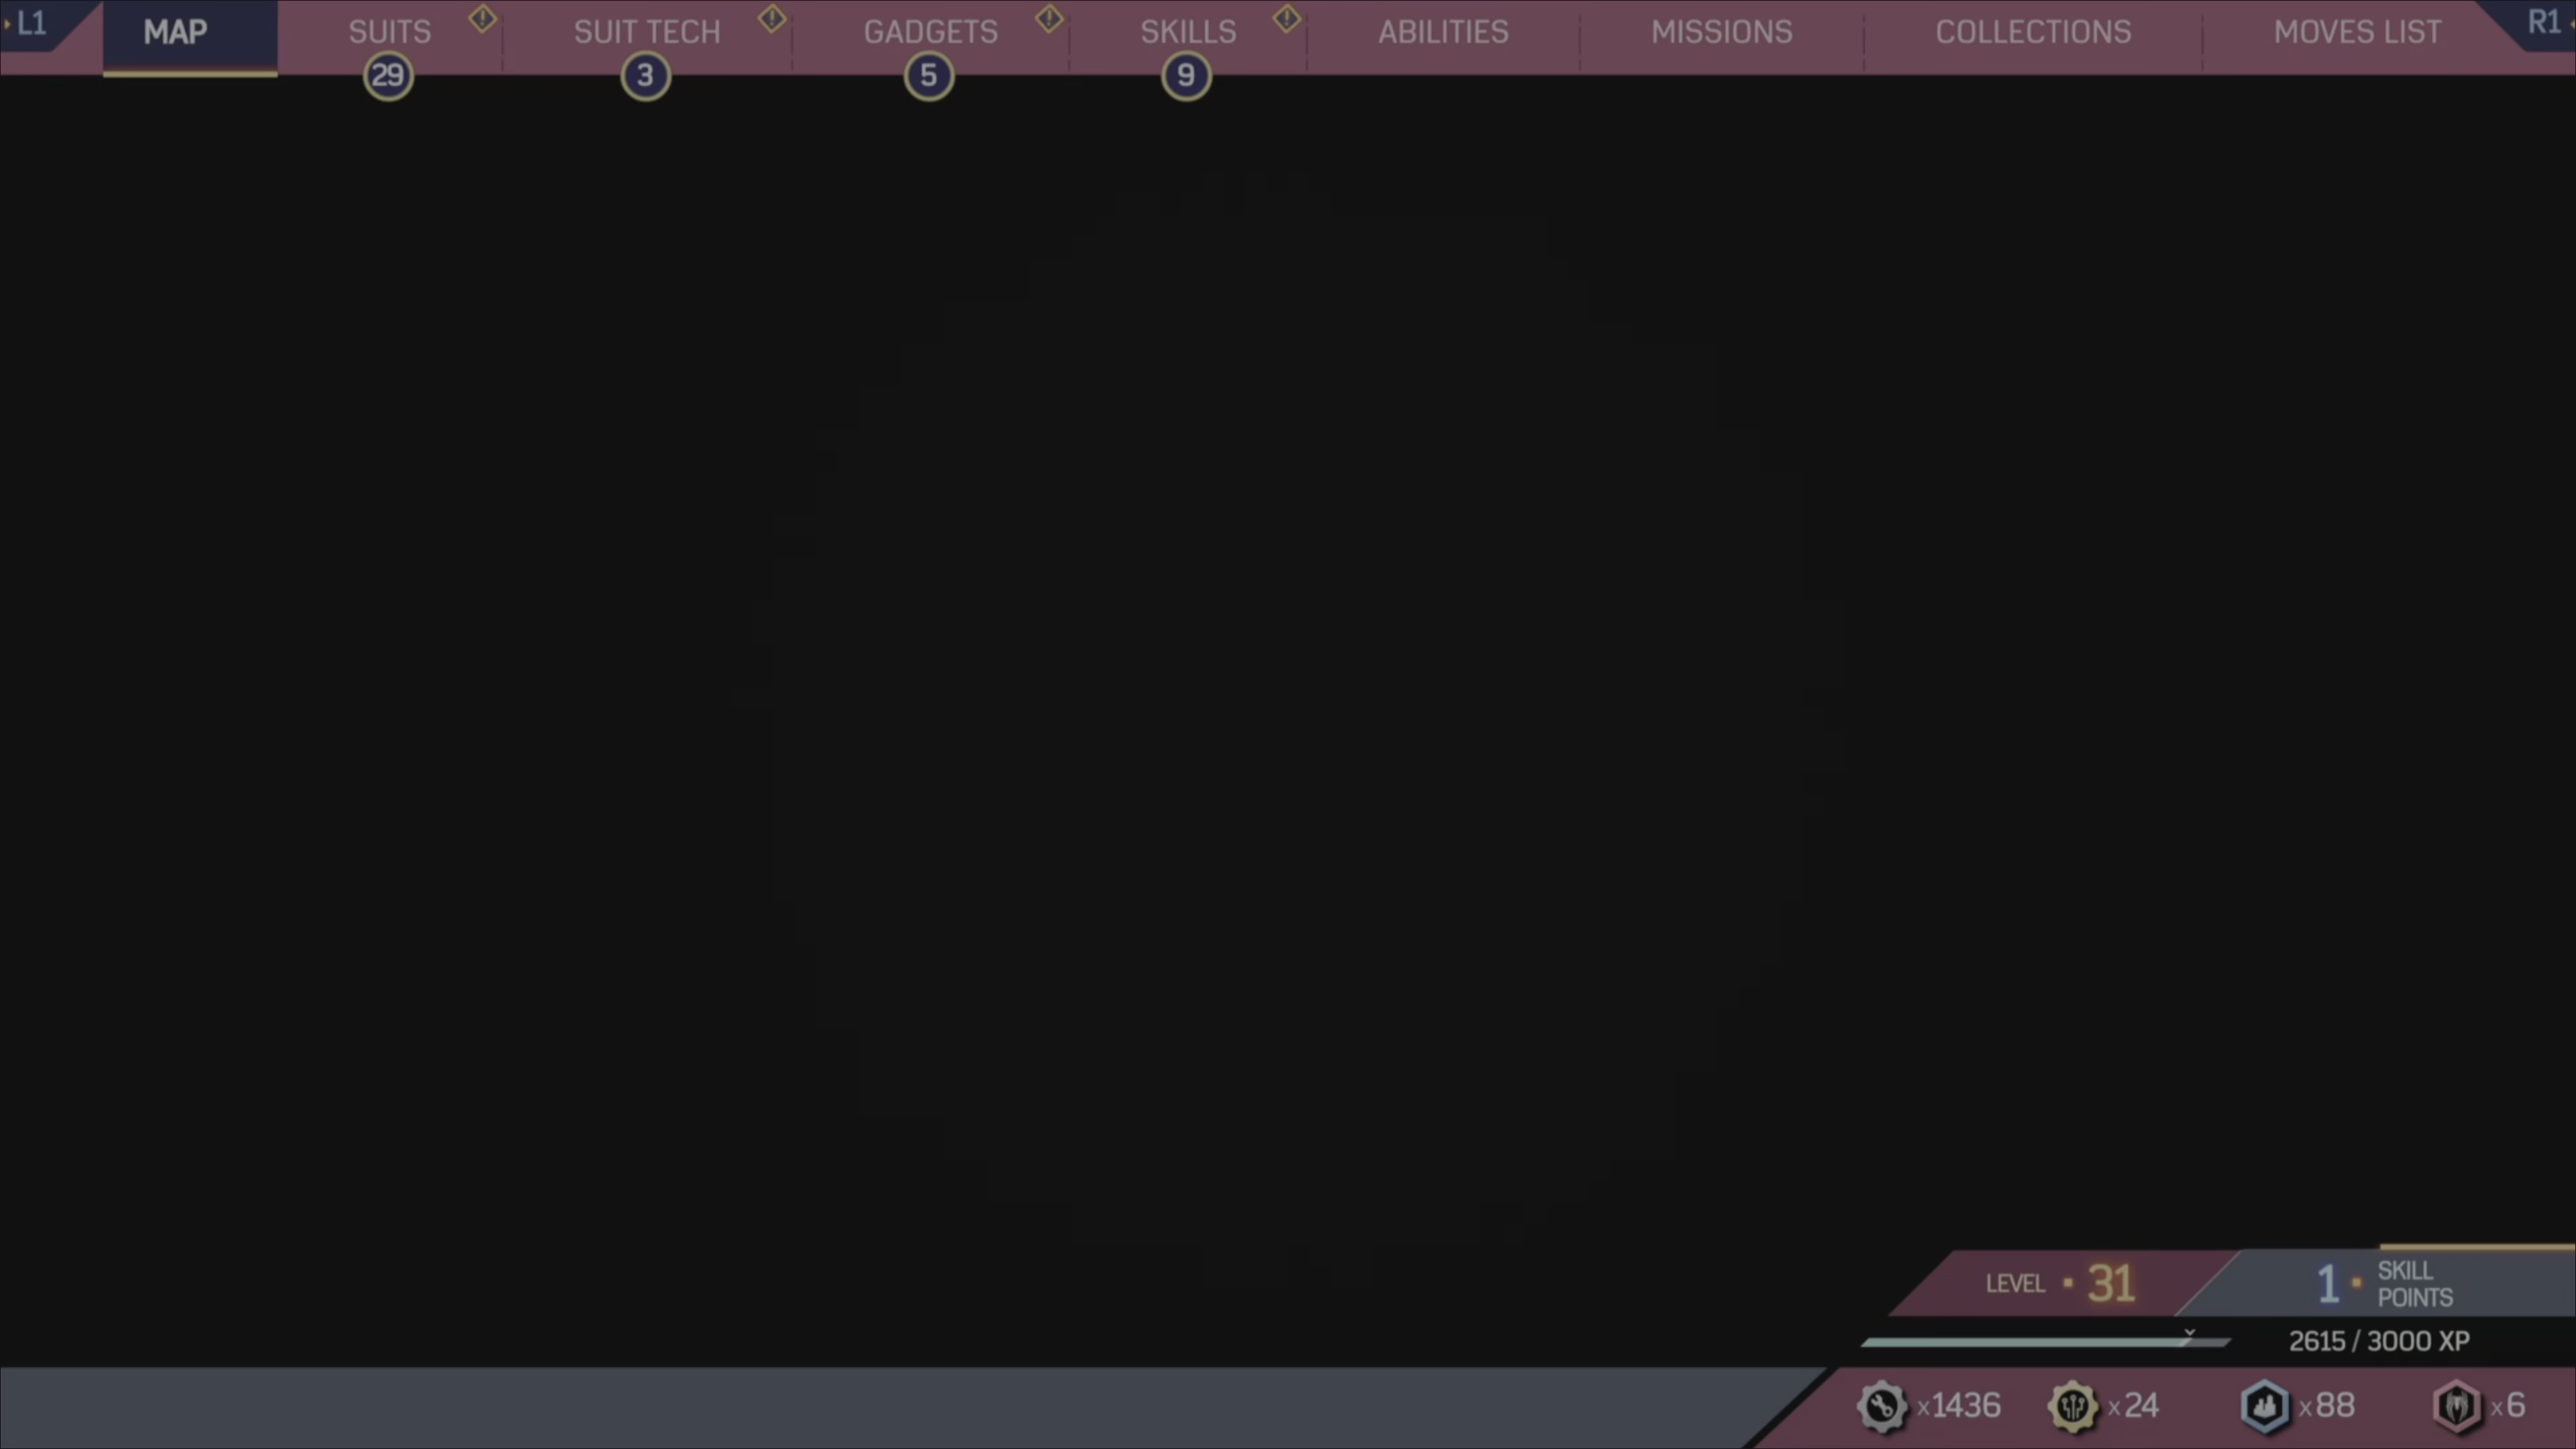 L1 MAP SUITS SUIT TECH GADGETS SKILLS ABILITIES MISSIONS COLLECTIONS MOVES LIST R1
29 3 5 9
LEVEL 31 1 SKILL
POINTS
2615 / 3000 XP
x1436 x24 x88 x6